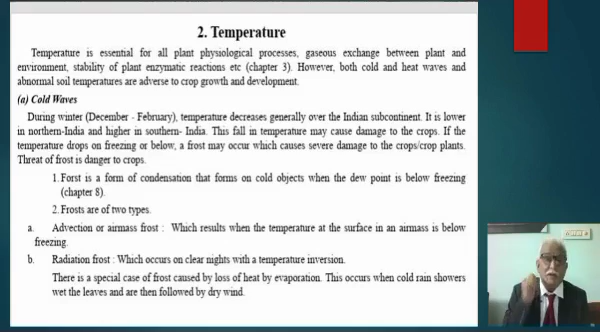 2. Temperature
Temperature is essential for all plant physiological processes, gaseous exchange between plant and
environment, stability of plant enzymatic reactions etc (chapter 3). However, both cold and heat waves and
abnormal soil temperatures are adverse to crop growth and development.
(a) Cold Waves
During winter (December - February), temperature decreases generally over the Indian subcontinent. It is lower
in northern-India and higher in southern- India. This fall in temperature may cause damage to the crops. If the
temperature drops on freezing or below, a frost may occur which causes severe damage to the crops/crop plants.
Threat of frost is danger to crops.
1. Forst is a form of condensation that forms on cold objects when the dew point is below freezing
(chapter 8).
2. Frosts are of two types.
a. Advection or airmass frost : Which results when the temperature at the surface in an airmass is below
freezing.
b. Radiation frost : Which occurs on clear nights with a temperature inversion.
There is a special case of frost caused by loss of heat by evaporation. This occurs when cold rain showers
wet the leaves and are then followed by dry wind.